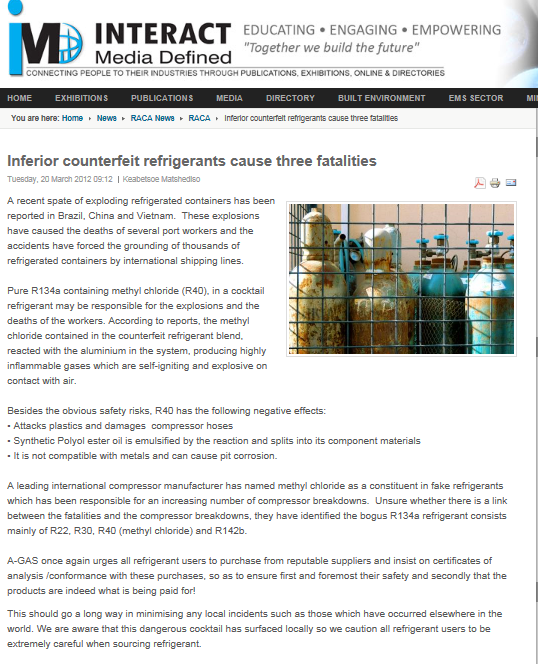 iMD INTERACT
Media Defined
EDUCATING • ENGAGING • EMPOWERING
"Together we build the future"
CONNECTING PEOPLE TO THEIR INDUSTRIES THROUGH PUBLICATIONS, EXHIBITIONS, ONLINE & DIRECTORIES
HOME EXHIBITIONS PUBLICATIONS MEDIA DIRECTORY BUILT ENVIRONMENT EMS SECTOR MI
You are here: Home ▸ News ▸ RACA News ▸ RACA ▸ Inferior counterfeit refrigerants cause three fatalities
Inferior counterfeit refrigerants cause three fatalities
Tuesday, 20 March 2012 09:12 | Keabetsoe Matshediso
A recent spate of exploding refrigerated containers has been
reported in Brazil, China and Vietnam. These explosions
have caused the deaths of several port workers and the
accidents have forced the grounding of thousands of
refrigerated containers by international shipping lines.
Pure R134a containing methyl chloride (R40), in a cocktail
refrigerant may be responsible for the explosions and the
deaths of the workers. According to reports, the methyl
chloride contained in the counterfeit refrigerant blend,
reacted with the aluminium in the system, producing highly
inflammable gases which are self-igniting and explosive on
contact with air.
Besides the obvious safety risks, R40 has the following negative effects:
• Attacks plastics and damages compressor hoses
• Synthetic Polyol ester oil is emulsified by the reaction and splits into its component materials
• It is not compatible with metals and can cause pit corrosion.
A leading international compressor manufacturer has named methyl chloride as a constituent in fake refrigerants
which has been responsible for an increasing number of compressor breakdowns. Unsure whether there is a link
between the fatalities and the compressor breakdowns, they have identified the bogus R134a refrigerant consists
mainly of R22, R30, R40 (methyl chloride) and R142b.
A-GAS once again urges all refrigerant users to purchase from reputable suppliers and insist on certificates of
analysis /conformance with these purchases, so as to ensure first and foremost their safety and secondly that the
products are indeed what is being paid for!
This should go a long way in minimising any local incidents such as those which have occurred elsewhere in the
world. We are aware that this dangerous cocktail has surfaced locally so we caution all refrigerant users to be
extremely careful when sourcing refrigerant.